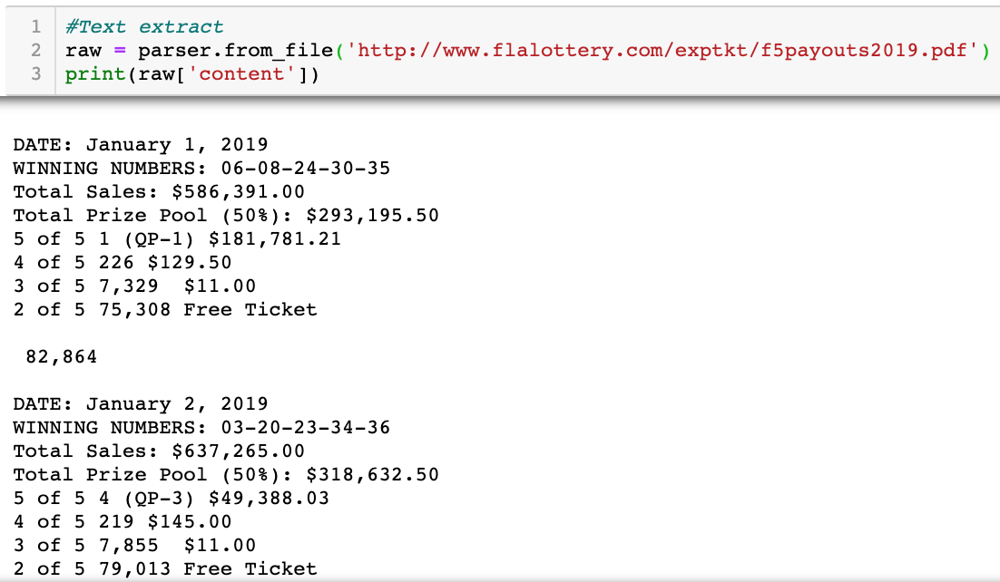 1 #Text extract
2 raw = parser.from_file('http://www.flalottery.com/exptkt/f5payouts2019.pdf')
3 print(raw['content'])
DATE: January 1, 2019
WINNING NUMBERS: 06-08-24-30-35
Total Sales: $586,391.00
Total Prize Pool (50%): $293,195.50
5 of 5 1 (QP-1) $181,781.21
4 of 5 226 $129.50
3 of 5 7,329  $11.00
2 of 5 75,308 Free Ticket
82,864
DATE: January 2, 2019
WINNING NUMBERS: 03-20-23-34-36
Total Sales: $637,265.00
Total Prize Pool (50%): $318,632.50
5 of 5 4 (QP-3) $49,388.03
4 of 5 219 $145.00
3 of 5 7,855  $11.00
2 of 5 79,013 Free Ticket